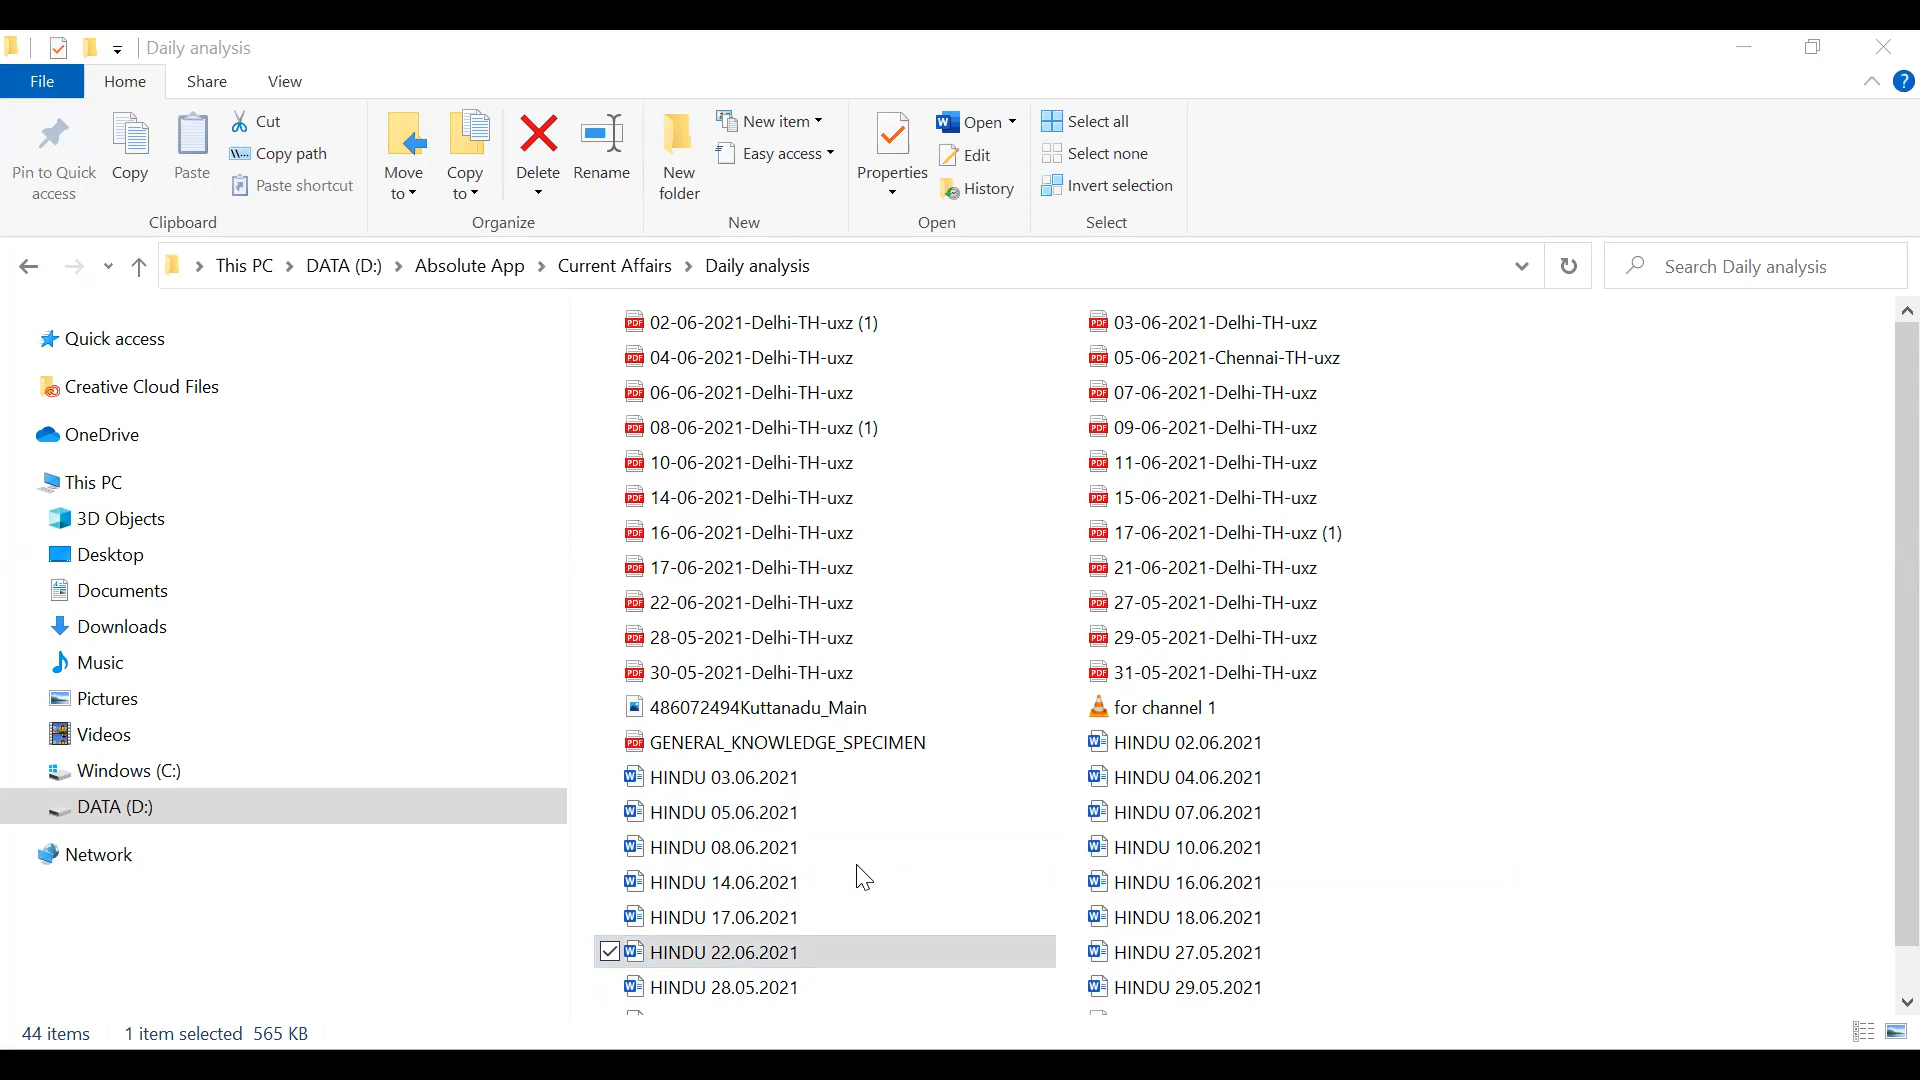 Daily analysis
File Home Share View
Pin to Quick access
Copy
Paste
Cut
Copy path
Paste shortcut
Clipboard
Move to
Copy to
Delete
Rename
Organize
New folder
New item
Easy access
New
Properties
Open
Edit
History
Open
Select all
Select none
Invert selection
Select
This PC > DATA (D:) > Absolute App > Current Affairs > Daily analysis
Search Daily analysis
Quick access
Creative Cloud Files
OneDrive
This PC
3D Objects
Desktop
Documents
Downloads
Music
Pictures
Videos
Windows (C:)
DATA (D:)
Network
02-06-2021-Delhi-TH-uxz (1) 03-06-2021-Delhi-TH-uxz
04-06-2021-Delhi-TH-uxz 05-06-2021-Chennai-TH-uxz
06-06-2021-Delhi-TH-uxz 07-06-2021-Delhi-TH-uxz
08-06-2021-Delhi-TH-uxz (1) 09-06-2021-Delhi-TH-uxz
10-06-2021-Delhi-TH-uxz 11-06-2021-Delhi-TH-uxz
14-06-2021-Delhi-TH-uxz 15-06-2021-Delhi-TH-uxz
16-06-2021-Delhi-TH-uxz 17-06-2021-Delhi-TH-uxz (1)
17-06-2021-Delhi-TH-uxz 21-06-2021-Delhi-TH-uxz
22-06-2021-Delhi-TH-uxz 27-05-2021-Delhi-TH-uxz
28-05-2021-Delhi-TH-uxz 29-05-2021-Delhi-TH-uxz
30-05-2021-Delhi-TH-uxz 31-05-2021-Delhi-TH-uxz
486072494Kuttanadu_Main for channel 1
GENERAL_KNOWLEDGE_SPECIMEN HINDU 02.06.2021
HINDU 03.06.2021 HINDU 04.06.2021
HINDU 05.06.2021 HINDU 07.06.2021
HINDU 08.06.2021 HINDU 10.06.2021
HINDU 14.06.2021 HINDU 16.06.2021
HINDU 17.06.2021 HINDU 18.06.2021
HINDU 22.06.2021 HINDU 27.05.2021
HINDU 28.05.2021 HINDU 29.05.2021
44 items 1 item selected 565 KB